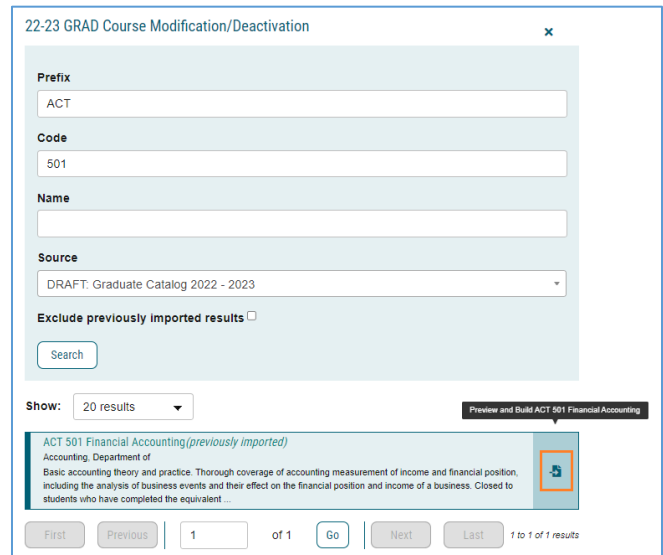 22-23 GRAD Course Modification/Deactivation
×
Prefix
ACT
Code
501
Name
Source
DRAFT: Graduate Catalog 2022 - 2023
Exclude previously imported results
Search
Show: 20 results
Preview and Build ACT 501 Financial Accounting
ACT 501 Financial Accounting(previously imported)
Accounting, Department of
Basic accounting theory and practice. Thorough coverage of accounting measurement of income and financial position,
including the analysis of business events and their effect on the financial position and income of a business. Closed to
students who have completed the equivalent ...
First Previous 1 of 1 Go Next Last 1 to 1 of 1 results